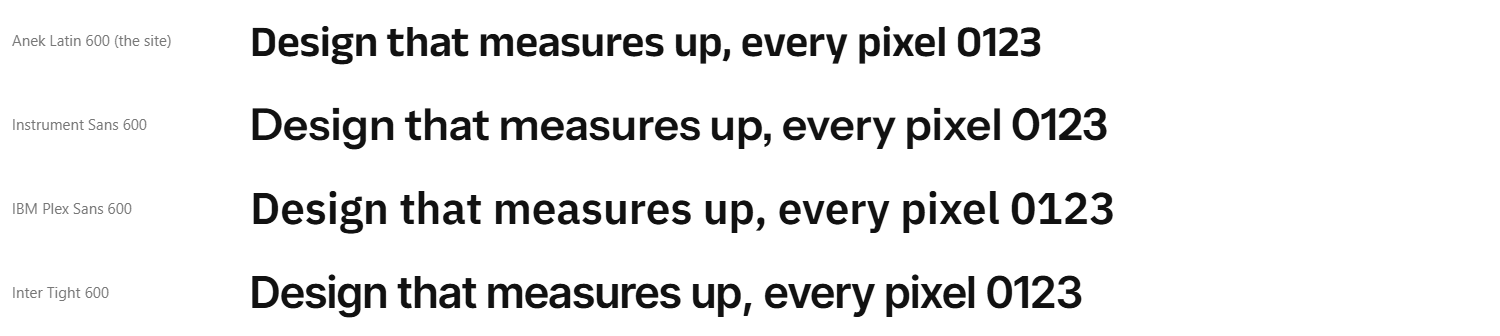 Anek Latin 600 (the site) Design that measures up, every pixel 0123
Instrument Sans 600 Design that measures up, every pixel 0123
IBM Plex Sans 600 Design that measures up, every pixel 0123
Inter Tight 600 Design that measures up, every pixel 0123